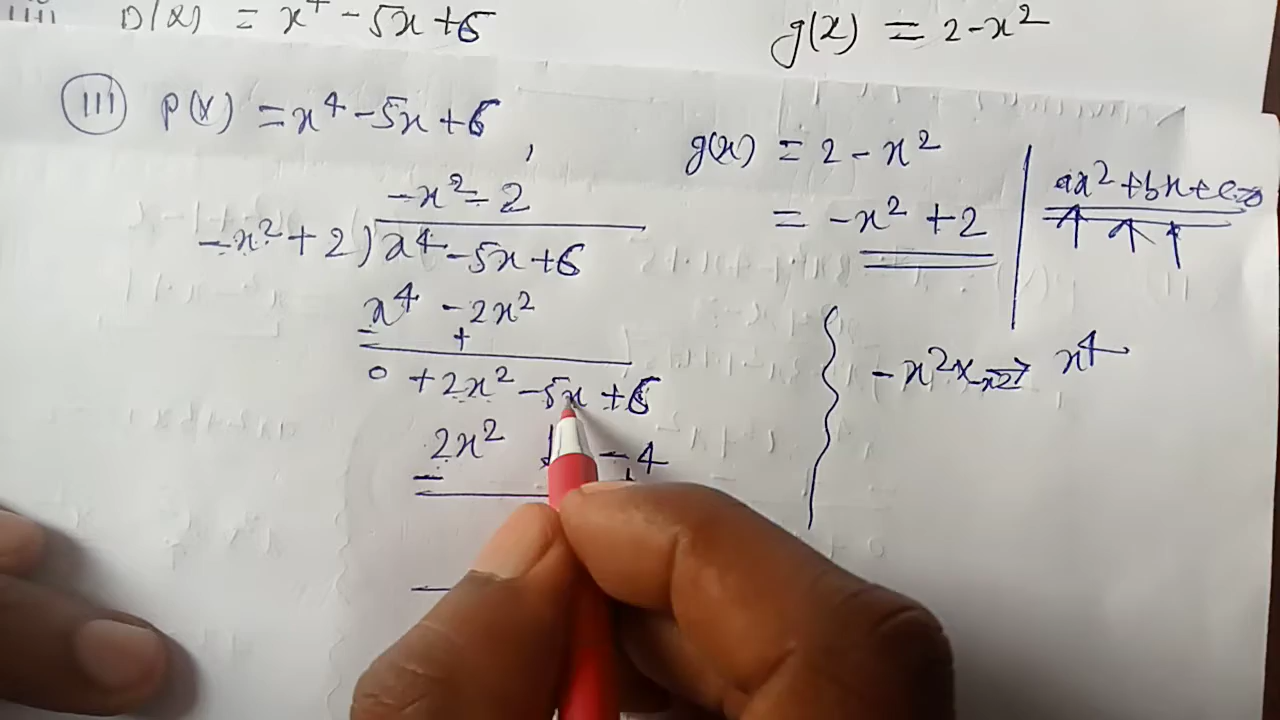 iiii P(x) = x⁴ - 5x + 6 g(x) = 2 - x²
(III) P(x) = x⁴ - 5x + 6 , g(x) = 2 - x²
= -x² + 2
ax² + bx + c = 0
-x² - 2
-x² + 2 ) x⁴ - 5x + 6
x⁴ - 2x²
- +
0 + 2x² - 5x + 6
2x² - 4
- +
-x² × -x² ⇒ x⁴